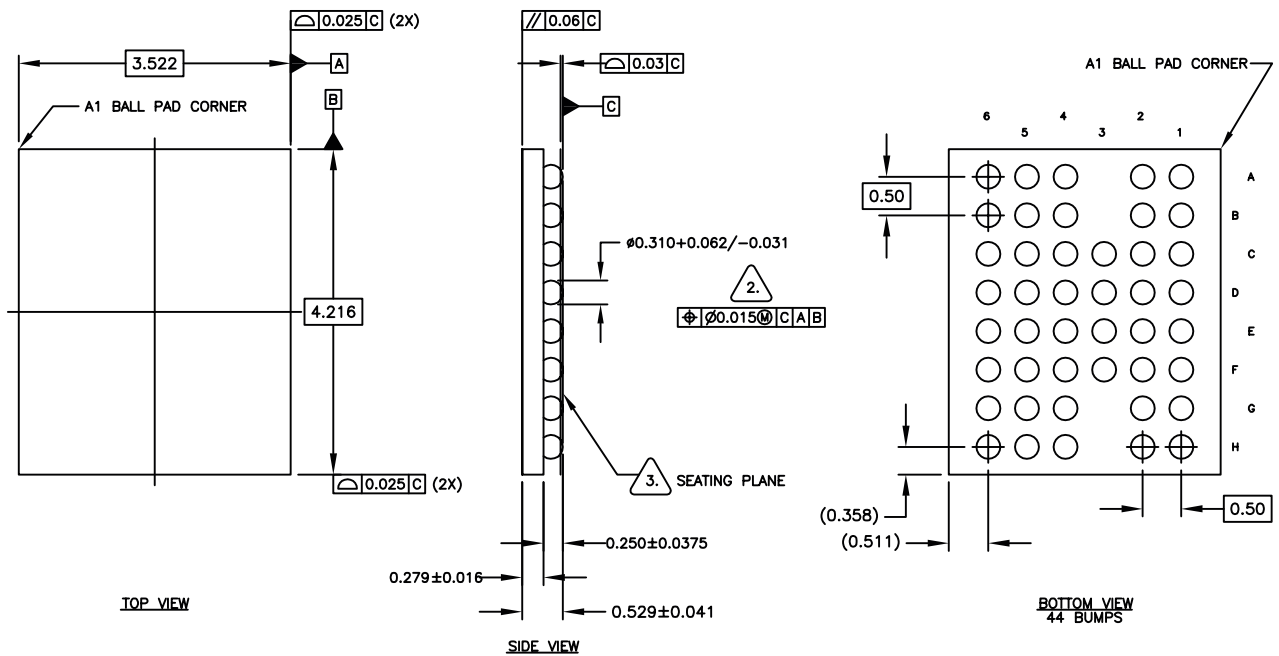 ⌓ 0.025 C (2X)
3.522
A
A1 BALL PAD CORNER
B
4.216
⌓ 0.025 C (2X)
TOP VIEW
// 0.06 C
⌓ 0.03 C
C
ø0.310+0.062/-0.031
2.
⌖ Ø0.015Ⓜ C A B
3. SEATING PLANE
0.250±0.0375
0.279±0.016
0.529±0.041
SIDE VIEW
A1 BALL PAD CORNER
6 5 4 3 2 1
A
B
C
D
E
F
G
H
0.50
(0.358)
(0.511)
0.50
BOTTOM VIEW
44 BUMPS